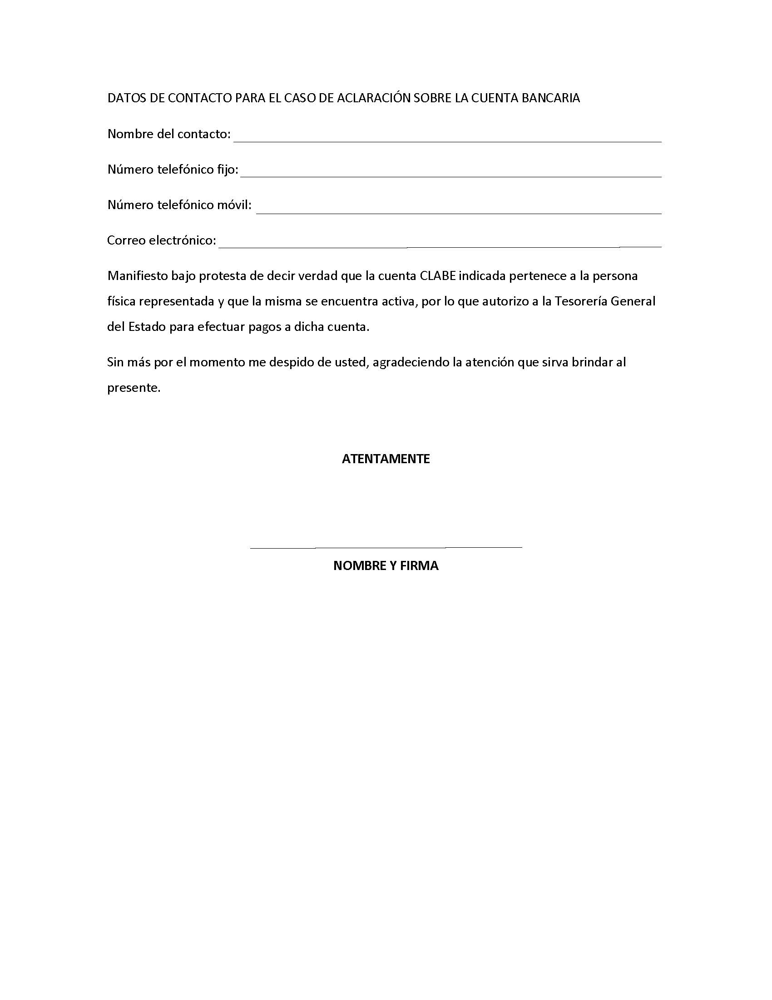 DATOS DE CONTACTO PARA EL CASO DE ACLARACIÓN SOBRE LA CUENTA BANCARIA
Nombre del contacto:
Número telefónico fijo:
Número telefónico móvil:
Correo electrónico:
Manifiesto bajo protesta de decir verdad que la cuenta CLABE indicada pertenece a la persona
física representada y que la misma se encuentra activa, por lo que autorizo a la Tesorería General
del Estado para efectuar pagos a dicha cuenta.
Sin más por el momento me despido de usted, agradeciendo la atención que sirva brindar al
presente.
ATENTAMENTE
NOMBRE Y FIRMA